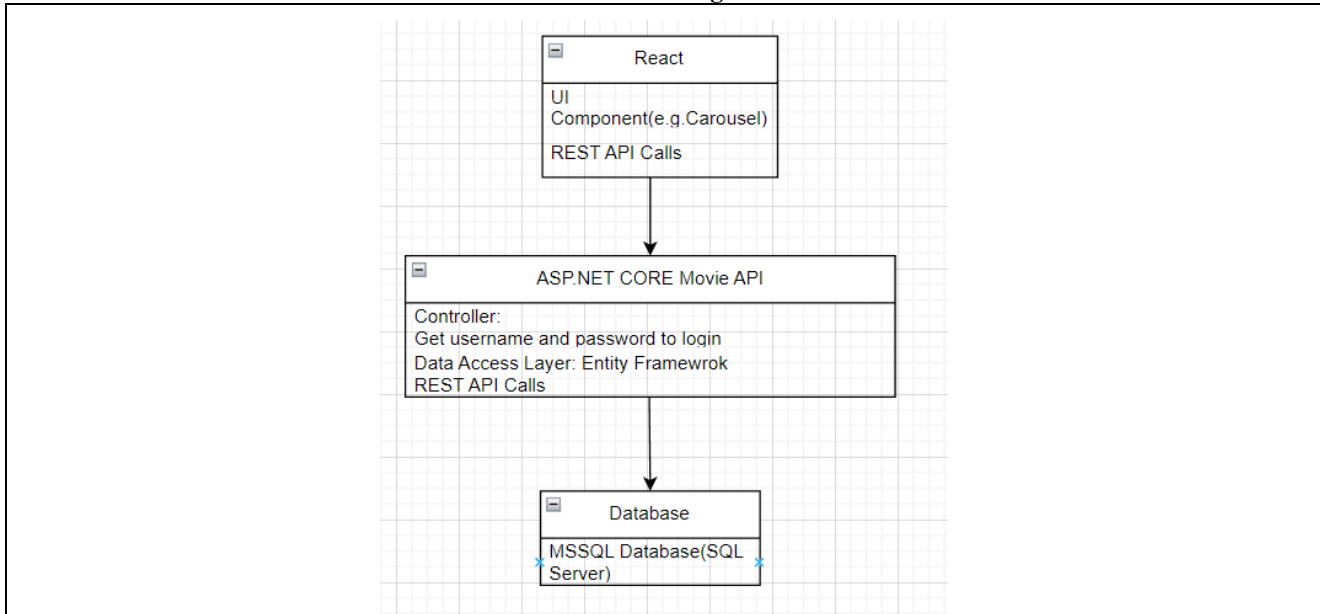 React
UI
Component(e.g.Carousel)
REST API Calls
ASP.NET CORE Movie API
Controller:
Get username and password to login
Data Access Layer: Entity Framewrok
REST API Calls
Database
MSSQL Database(SQL
Server)